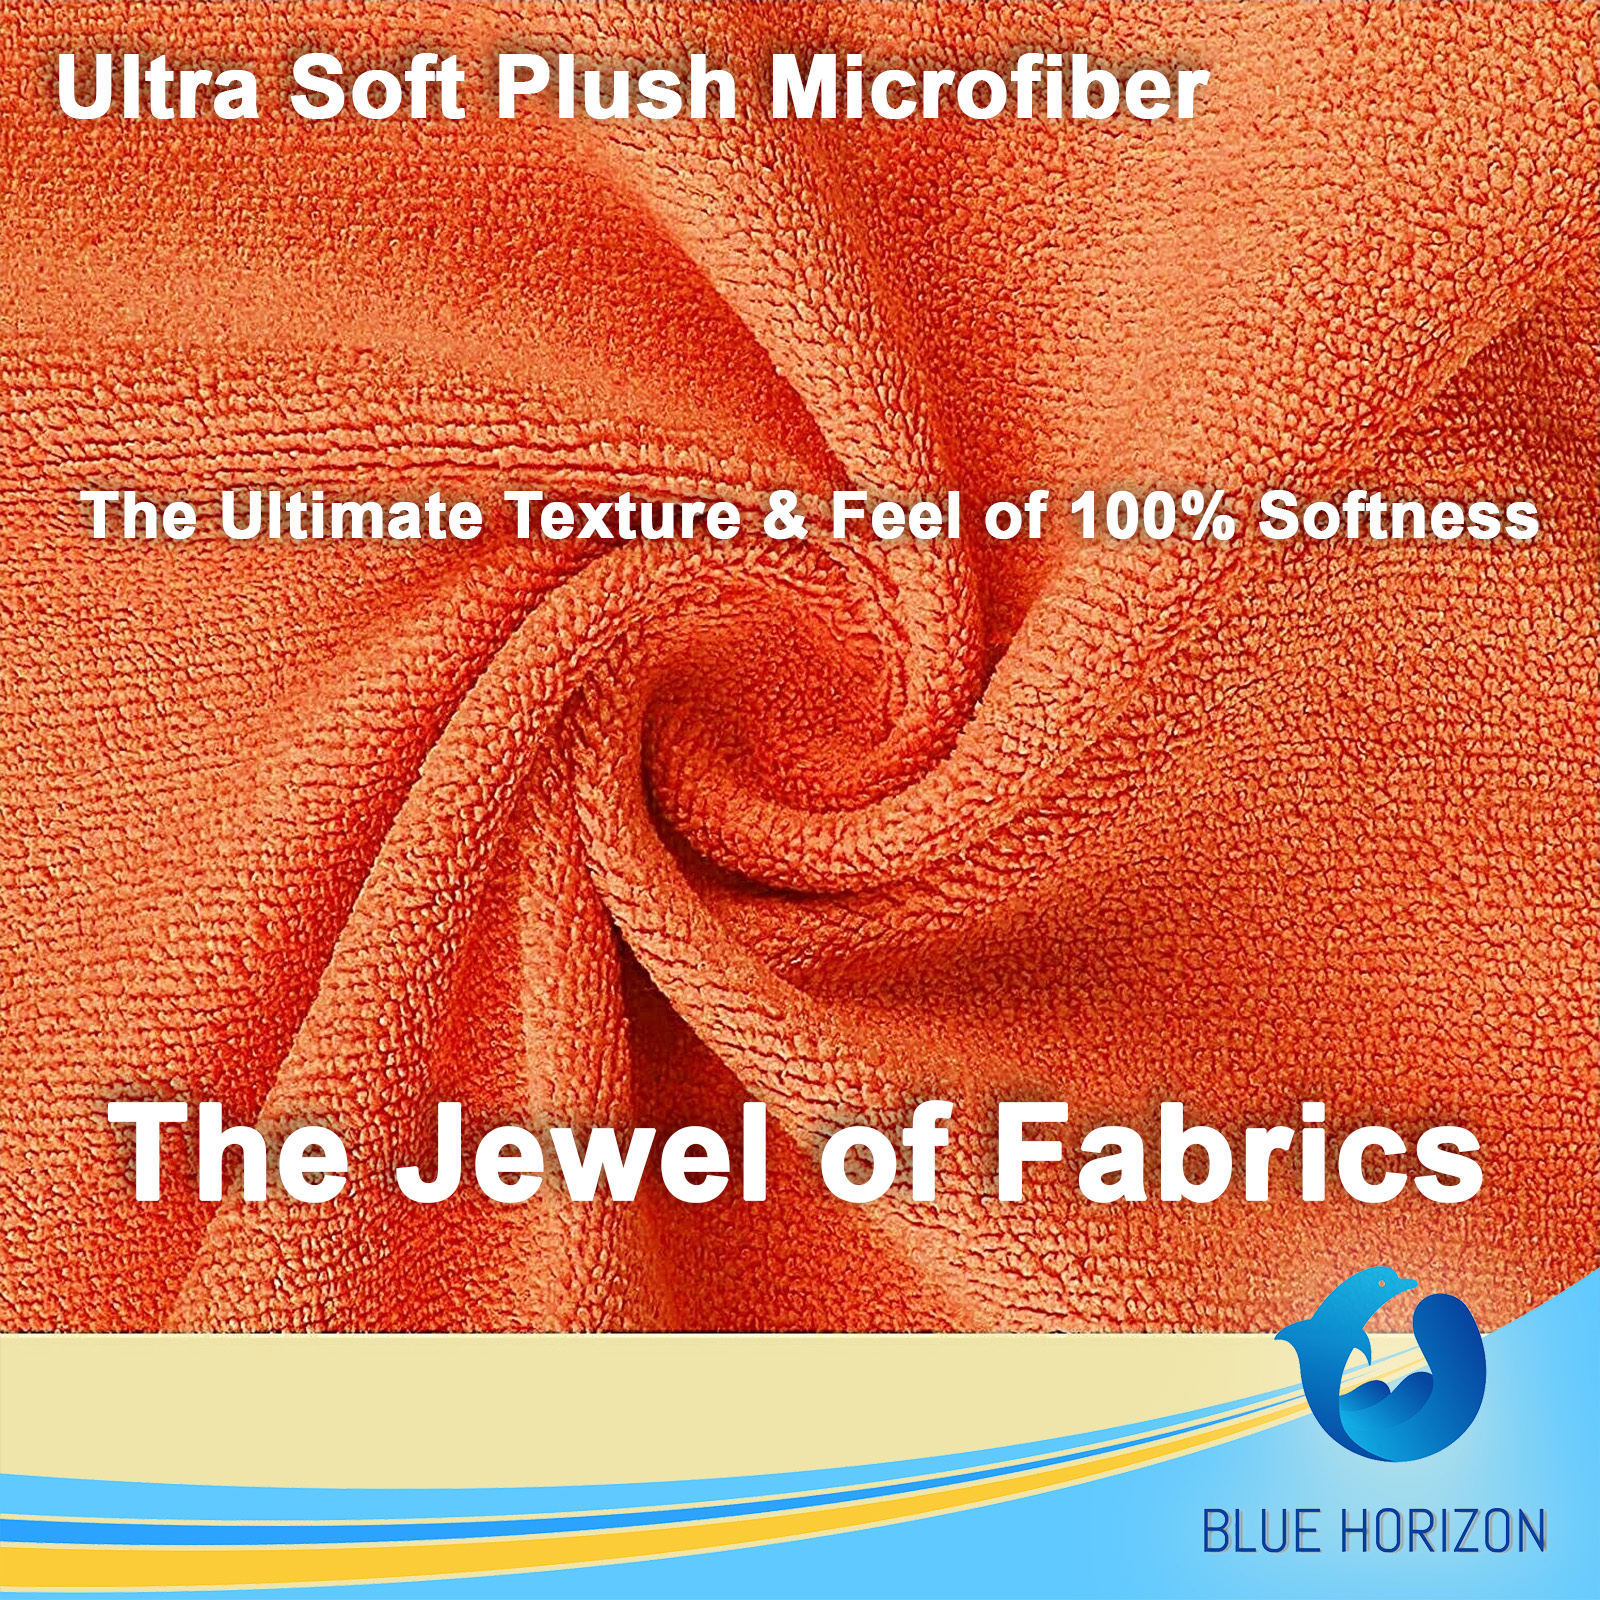 Ultra Soft Plush Microfiber
The Ultimate Texture & Feel of 100% Softness
The Jewel of Fabrics
BLUE HORIZON